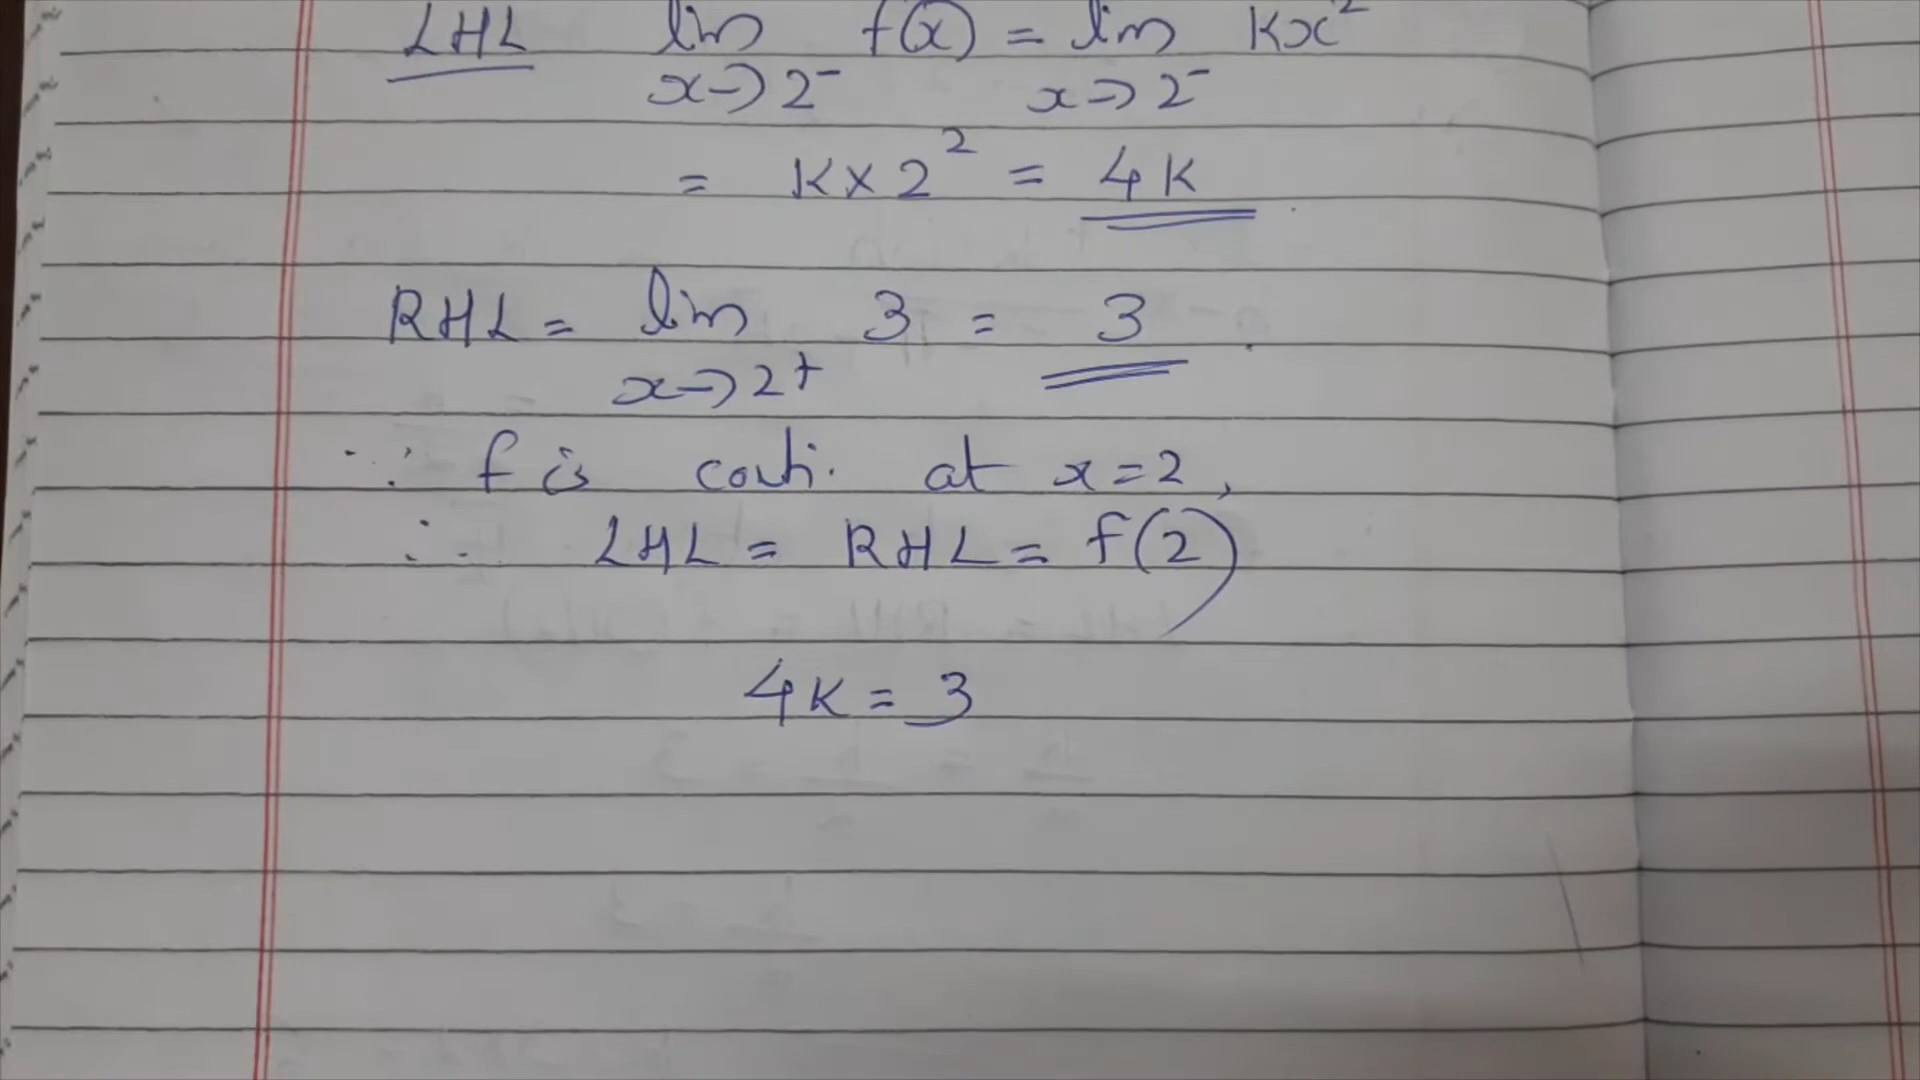 LHL lim f(x) = lim Kx²
x→2⁻ x→2⁻
= K×2² = 4K
RHL = lim 3 = 3
x→2+
∵ f is conti. at x=2,
∴ LHL = RHL = f(2)
4K = 3